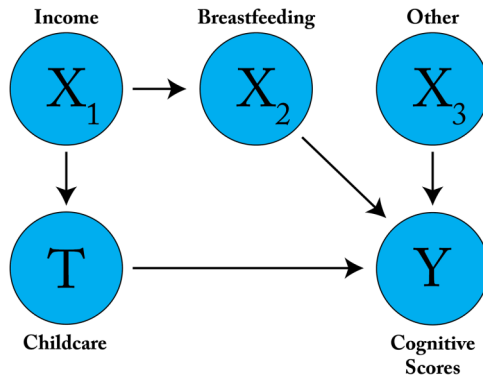 Income
Breastfeeding
Other
X1
X2
X3
T
Y
Childcare
Cognitive
Scores